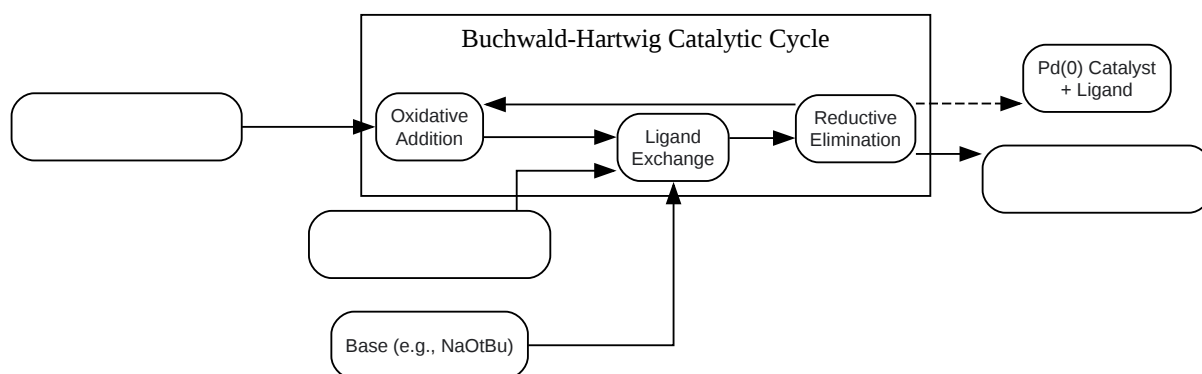 Buchwald-Hartwig Catalytic Cycle
Pd(0) Catalyst
+ Ligand
Oxidative
Addition
Ligand
Exchange
Reductive
Elimination
Base (e.g., NaOtBu)